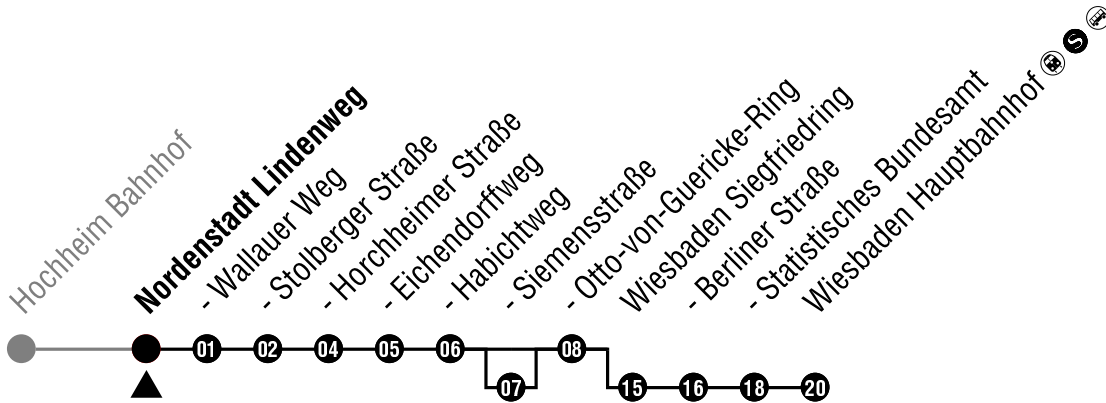 Hochheim Bahnhof
Nordenstadt Lindenweg
- Wallauer Weg
- Stolberger Straße
- Horchheimer Straße
- Eichendorffweg
- Habichtweg
- Siemensstraße
- Otto-von-Guericke-Ring
Wiesbaden Siegfriedring
- Berliner Straße
- Statistisches Bundesamt
Wiesbaden Hauptbahnhof S
01 02 04 05 06 08
07 15 16 18 20